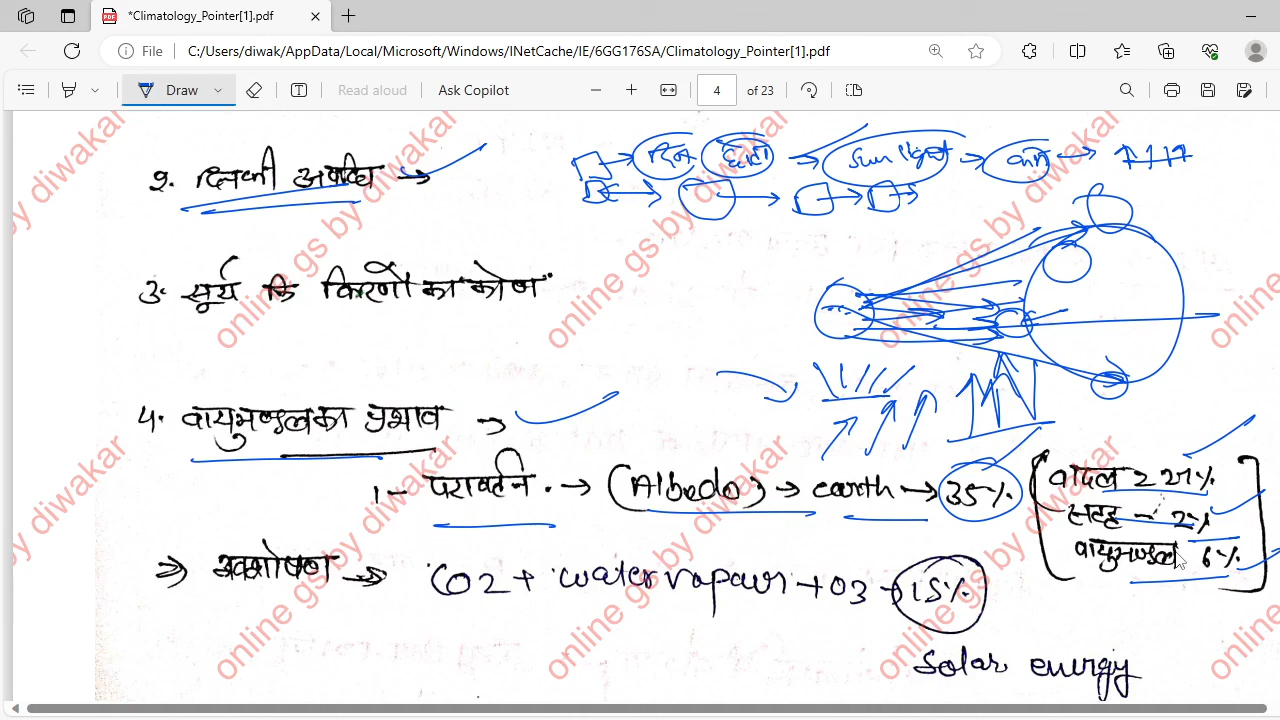 *Climatology_Pointer[1].pdf
File C:/Users/diwak/AppData/Local/Microsoft/Windows/INetCache/IE/6GG176SA/Climatology_Pointer[1].pdf
Draw Read aloud Ask Copilot 4 of 23
२. दिन की अवधि →
दिन → Sun light →
3. सूर्य कि किरणों का कोण
4. वायुमण्डल का प्रभाव →
1- परावर्तन . → (Albedo) → earth → 35%
बादल = 27%
सतह - 2%
वायुमण्डल 6%
⇒ अवशोषण → CO2 + water vapour + O3 → 15%
Solar energy
online gs by diwakar